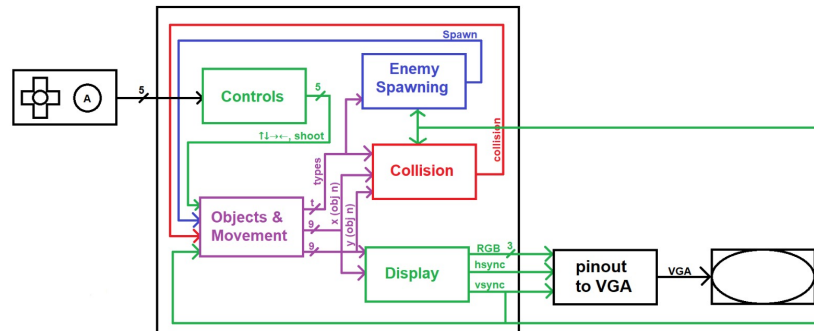 Spawn
Enemy
Spawning
A
5
Controls
5
↑↓→←, shoot
collision
types
x (obj n)
y (obj n)
Collision
Objects &
Movement
t
9
9
Display
RGB
3
hsync
vsync
pinout
to VGA
VGA